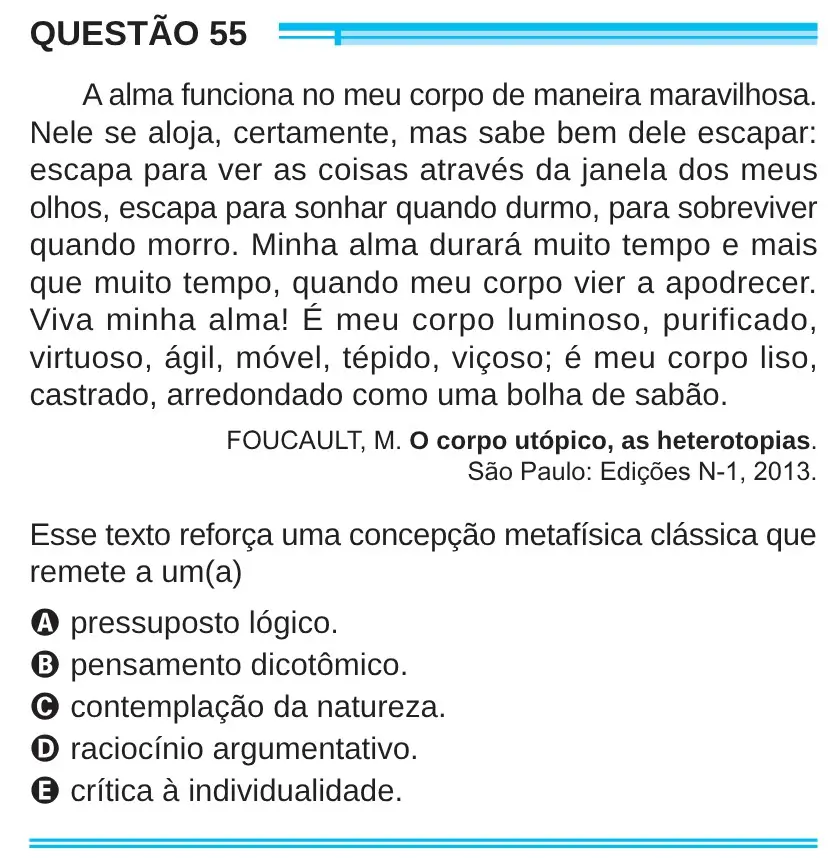 QUESTÃO 55
A alma funciona no meu corpo de maneira maravilhosa.
Nele se aloja, certamente, mas sabe bem dele escapar:
escapa para ver as coisas através da janela dos meus
olhos, escapa para sonhar quando durmo, para sobreviver
quando morro. Minha alma durará muito tempo e mais
que muito tempo, quando meu corpo vier a apodrecer.
Viva minha alma! É meu corpo luminoso, purificado,
virtuoso, ágil, móvel, tépido, viçoso; é meu corpo liso,
castrado, arredondado como uma bolha de sabão.
FOUCAULT, M. O corpo utópico, as heterotopias.
São Paulo: Edições N-1, 2013.
Esse texto reforça uma concepção metafísica clássica que
remete a um(a)
A pressuposto lógico.
B pensamento dicotômico.
C contemplação da natureza.
D raciocínio argumentativo.
E crítica à individualidade.